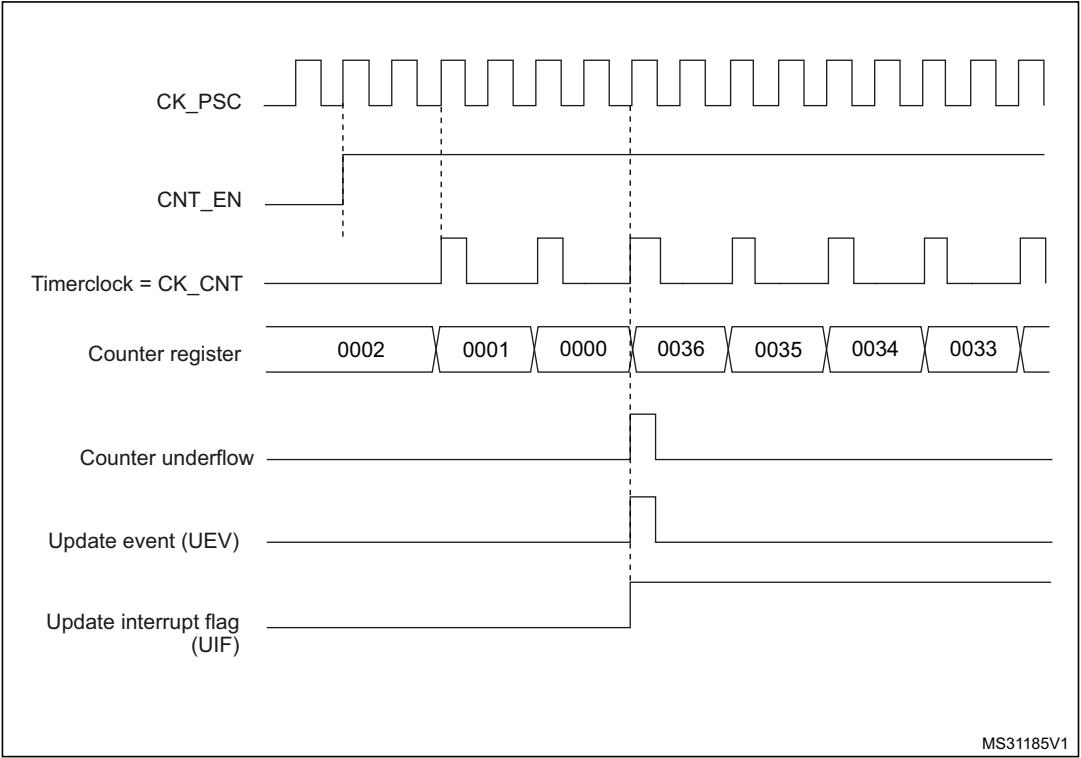 CK_PSC
CNT_EN
Timerclock = CK_CNT
Counter register
0002 0001 0000 0036 0035 0034 0033
Counter underflow
Update event (UEV)
Update interrupt flag
(UIF)
MS31185V1